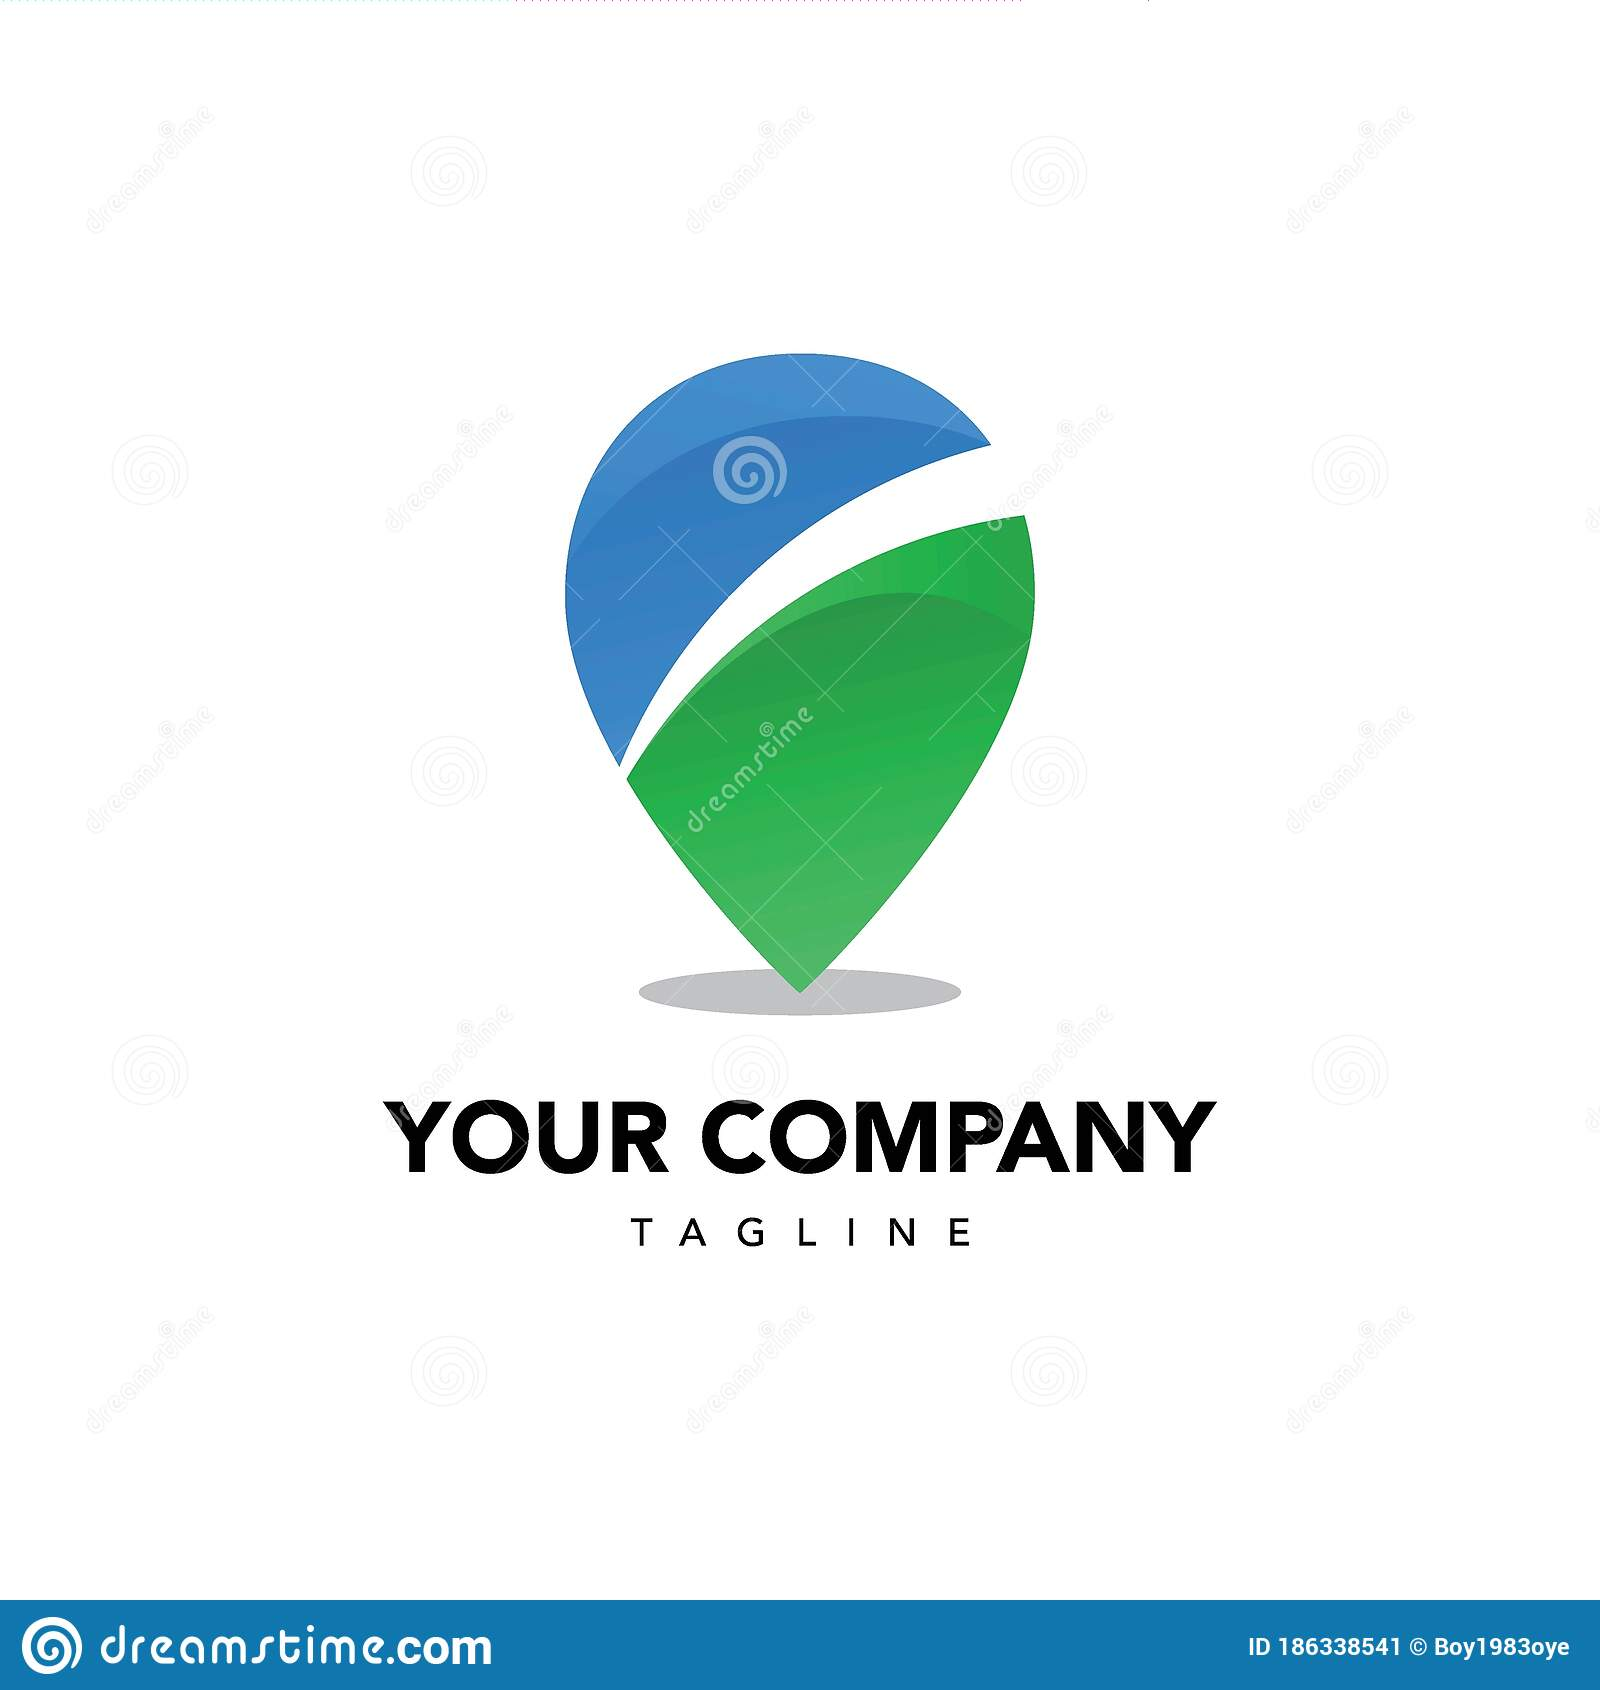 YOUR COMPANY
TAGLINE
dreamstime.com
ID 186338541 © Boy1983oye